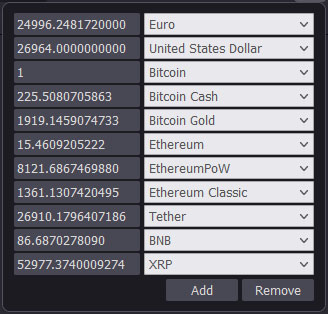 24996.2481720000 Euro
26964.0000000000 United States Dollar
1 Bitcoin
225.5080705863 Bitcoin Cash
1919.1459074733 Bitcoin Gold
15.4609205222 Ethereum
8121.6867469880 EthereumPoW
1361.1307420495 Ethereum Classic
26910.1796407186 Tether
86.6870278090 BNB
52977.3740009274 XRP
Add Remove